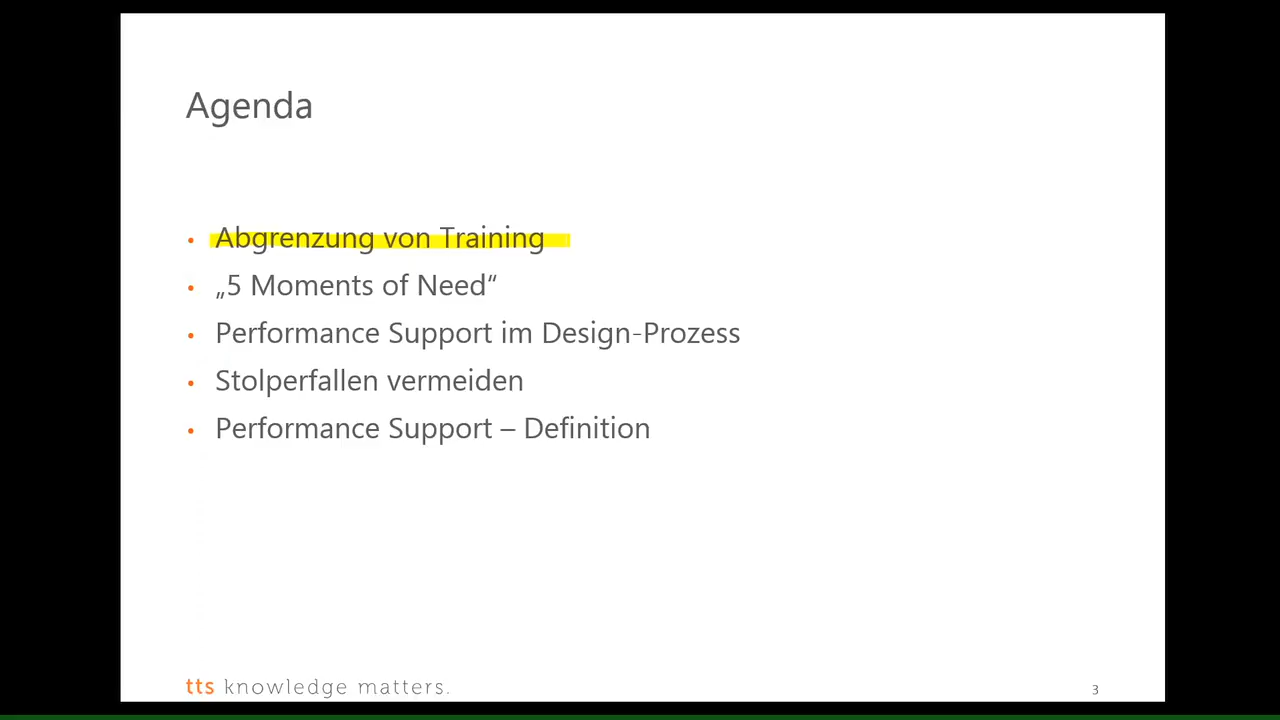 Agenda
• Abgrenzung von Training
• „5 Moments of Need“
• Performance Support im Design-Prozess
• Stolperfallen vermeiden
• Performance Support – Definition
tts knowledge matters.
3